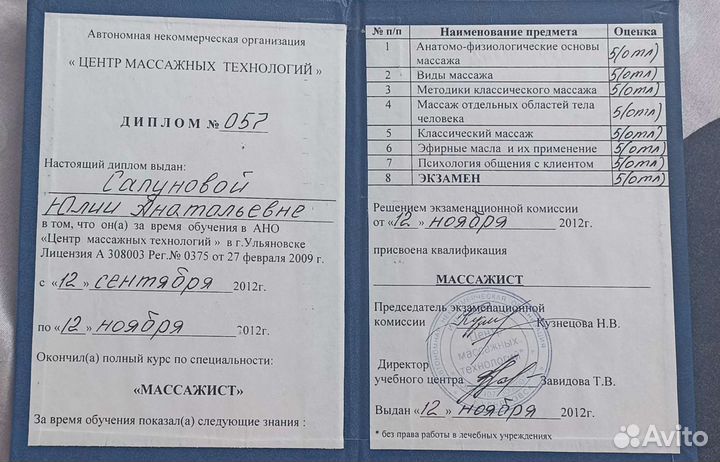 Автономная некоммерческая организация
« ЦЕНТР МАССАЖНЫХ ТЕХНОЛОГИЙ »
ДИПЛОМ № 057
Настоящий диплом выдан:
Сапуновой
Юлии Анатольевне
в том, что он(а) за время обучения в АНО
«Центр массажных технологий » в г.Ульяновске
Лицензия А 308003 Рег.№ 0375 от 27 февраля 2009 г.
с «12» сентября 2012г.
по «12» ноября 2012г.
Окончил(а) полный курс по специальности:
«МАССАЖИСТ»
За время обучения показал(а) следующие знания :
№ п/п Наименование предмета Оценка
1 Анатомо-физиологические основы массажа 5(отл)
2 Виды массажа 5(отл)
3 Методики классического массажа 5(отл)
4 Массаж отдельных областей тела человека 5(отл)
5 Классический массаж 5(отл)
6 Эфирные масла и их применение 5(отл)
7 Психология общения с клиентом 5(отл)
8 ЭКЗАМЕН 5(отл)
Решением экзаменационной комиссии
от «12» ноября 2012г.
присвоена квалификация
МАССАЖИСТ
Председатель экзаменационной
комиссии Кузнецова Н.В.
Директор
учебного центра Завидова Т.В.
Выдан «12» ноября 2012г.
* без права работы в лечебных учреждениях
Центр
массажных
технологий
Avito